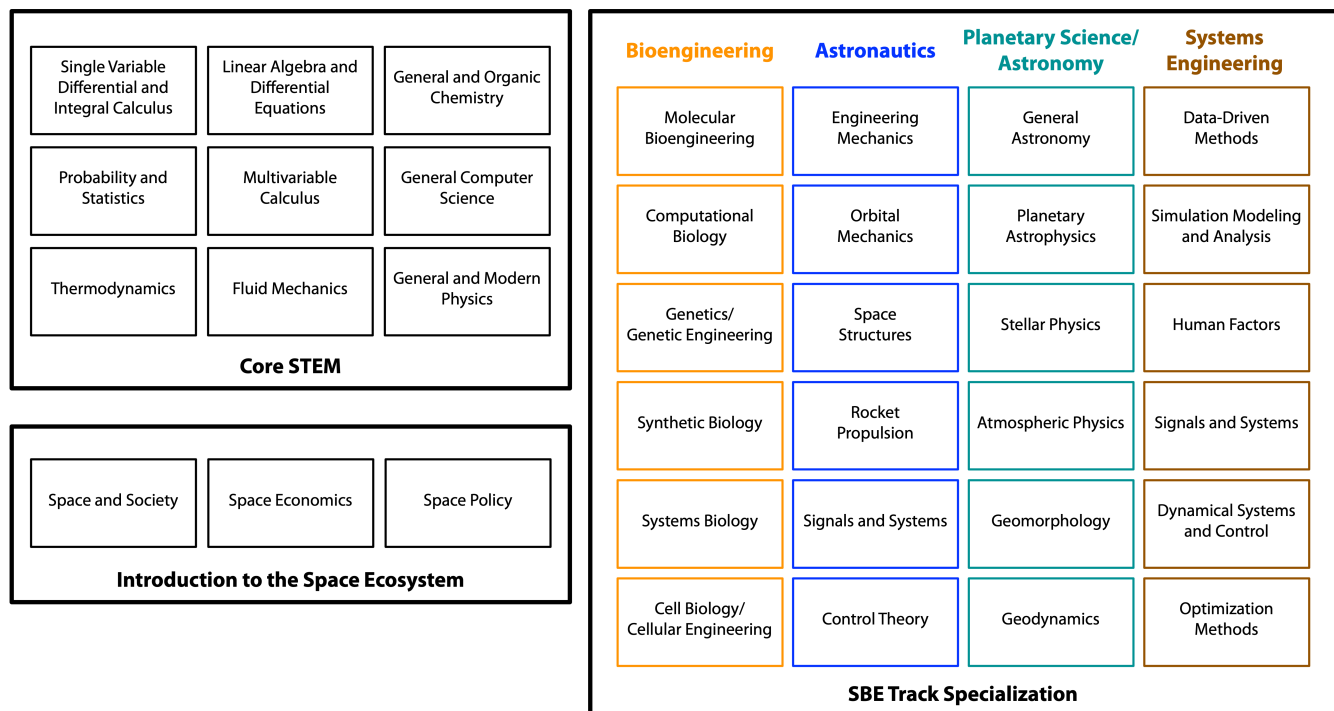 Single Variable
Differential and
Integral Calculus
Linear Algebra and
Differential
Equations
General and Organic
Chemistry
Probability and
Statistics
Multivariable
Calculus
General Computer
Science
Thermodynamics
Fluid Mechanics
General and Modern
Physics
Core STEM
Space and Society
Space Economics
Space Policy
Introduction to the Space Ecosystem
Bioengineering
Astronautics
Planetary Science/
Astronomy
Systems
Engineering
Molecular
Bioengineering
Engineering
Mechanics
General
Astronomy
Data-Driven
Methods
Computational
Biology
Orbital
Mechanics
Planetary
Astrophysics
Simulation Modeling
and Analysis
Genetics/
Genetic Engineering
Space
Structures
Stellar Physics
Human Factors
Synthetic Biology
Rocket
Propulsion
Atmospheric Physics
Signals and Systems
Systems Biology
Signals and Systems
Geomorphology
Dynamical Systems
and Control
Cell Biology/
Cellular Engineering
Control Theory
Geodynamics
Optimization
Methods
SBE Track Specialization